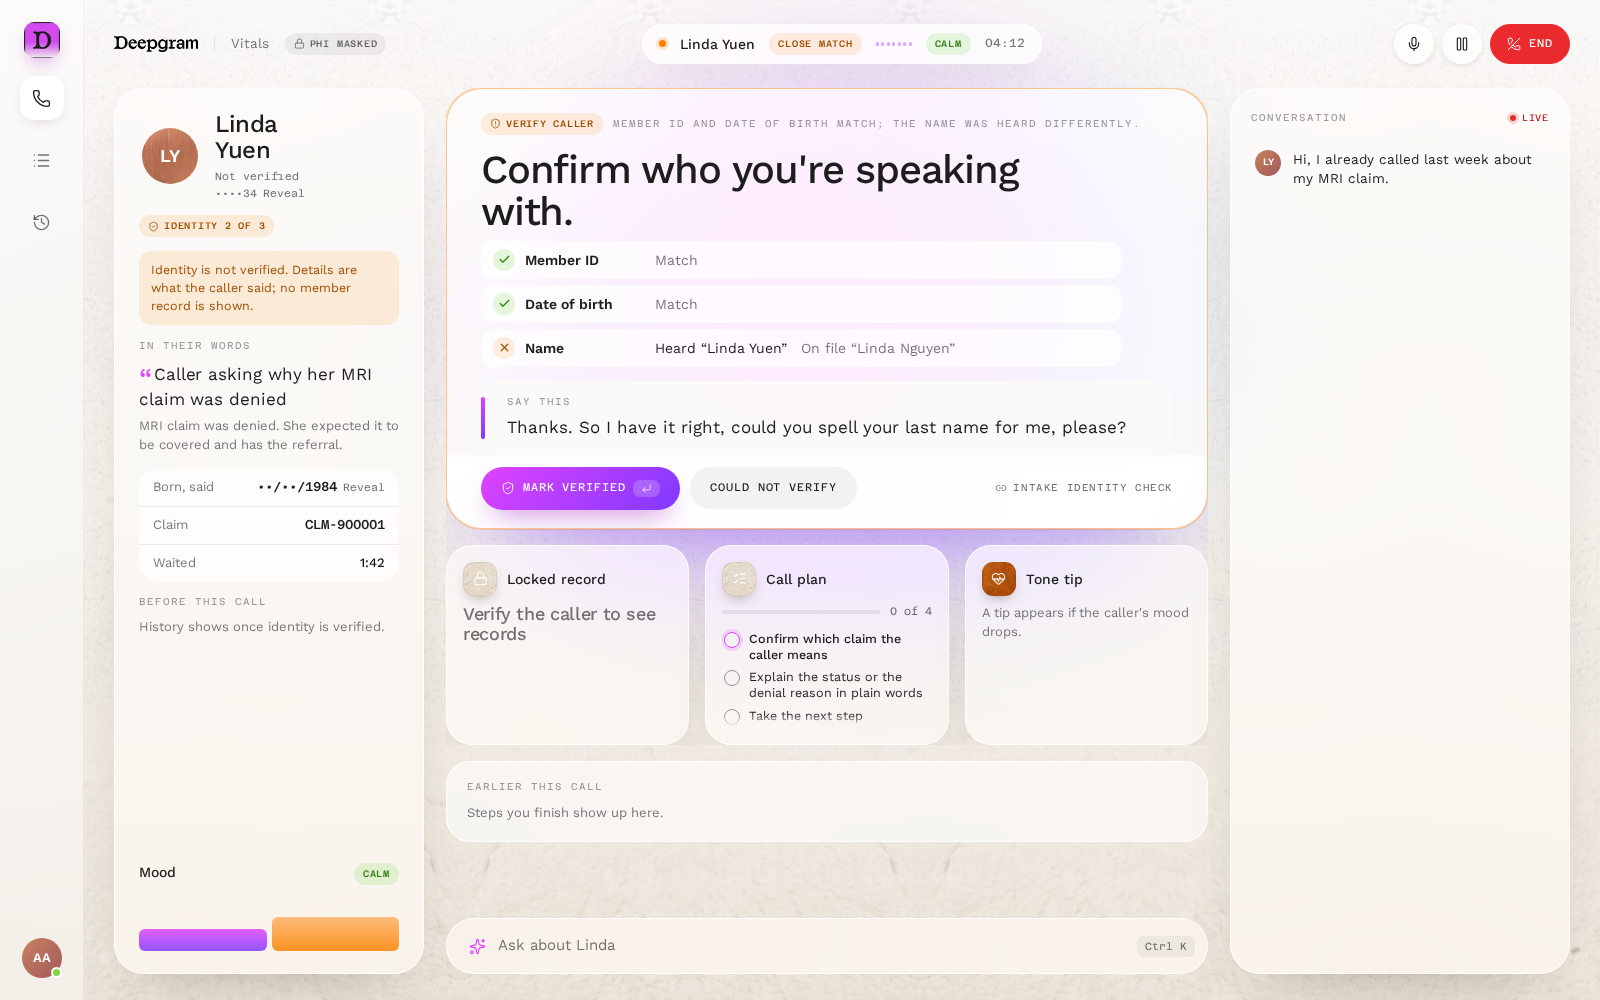 D
Deepgram
Vitals
PHI MASKED
Linda Yuen
CLOSE MATCH
CALM
04:12
END
LY
Linda
Yuen
Not verified
••••34 Reveal
IDENTITY 2 OF 3
Identity is not verified. Details are
what the caller said; no member
record is shown.
IN THEIR WORDS
“Caller asking why her MRI
claim was denied
MRI claim was denied. She expected it to
be covered and has the referral.
Born, said ••/••/1984 Reveal
Claim CLM-900001
Waited 1:42
BEFORE THIS CALL
History shows once identity is verified.
Mood CALM
AA
VERIFY CALLER MEMBER ID AND DATE OF BIRTH MATCH; THE NAME WAS HEARD DIFFERENTLY.
Confirm who you're speaking
with.
Member ID Match
Date of birth Match
Name Heard “Linda Yuen” On file “Linda Nguyen”
SAY THIS
Thanks. So I have it right, could you spell your last name for me, please?
MARK VERIFIED
COULD NOT VERIFY
INTAKE IDENTITY CHECK
Locked record
Verify the caller to see
records
Call plan
0 of 4
Confirm which claim the
caller means
Explain the status or the
denial reason in plain words
Take the next step
Tone tip
A tip appears if the caller's mood
drops.
EARLIER THIS CALL
Steps you finish show up here.
Ask about Linda
Ctrl K
CONVERSATION
LIVE
LY
Hi, I already called last week about
my MRI claim.